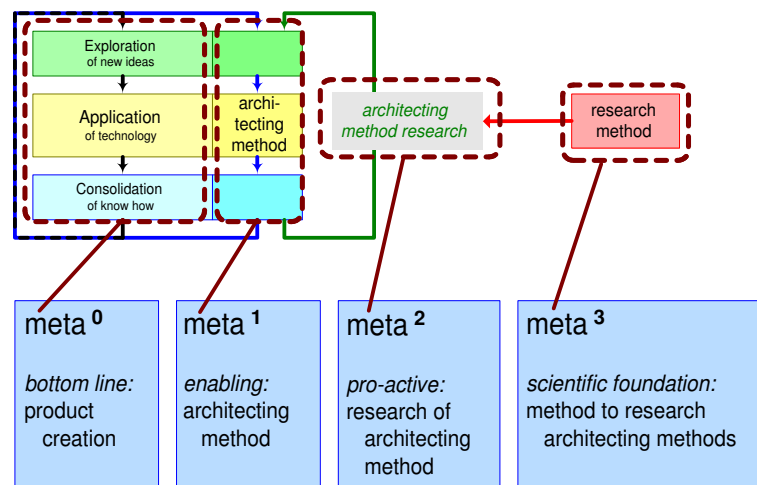 Exploration
of new ideas
Application
of technology
archi-
tecting
method
Consolidation
of know how
architecting
method research
research
method
meta 0
bottom line:
product
creation
meta 1
enabling:
architecting
method
meta 2
pro-active:
research of
architecting
method
meta 3
scientific foundation:
method to research
architecting methods